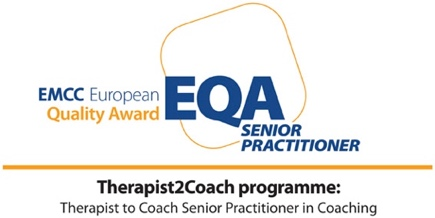 EMCC European
Quality Award
EQA
SENIOR
PRACTITIONER
Therapist2Coach programme:
Therapist to Coach Senior Practitioner in Coaching